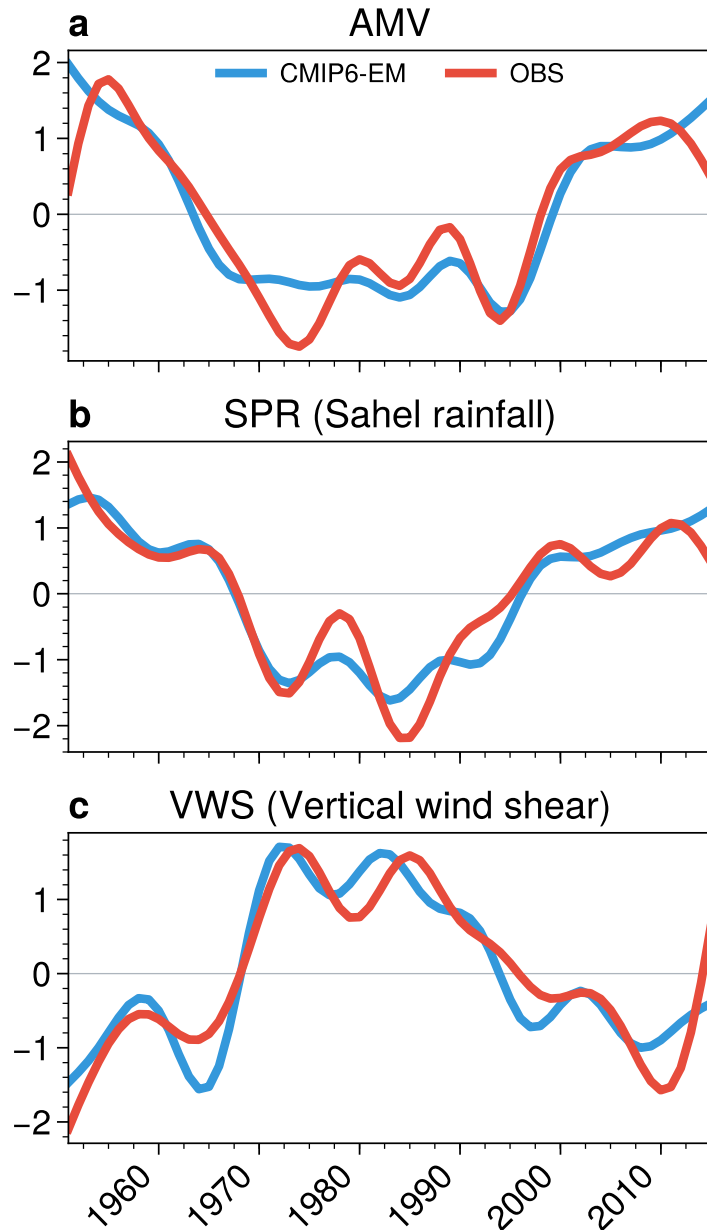 a AMV
CMIP6-EM OBS
2
1
0
−1
b SPR (Sahel rainfall)
2
1
0
−1
−2
c VWS (Vertical wind shear)
1
0
−1
−2
1960 1970 1980 1990 2000 2010